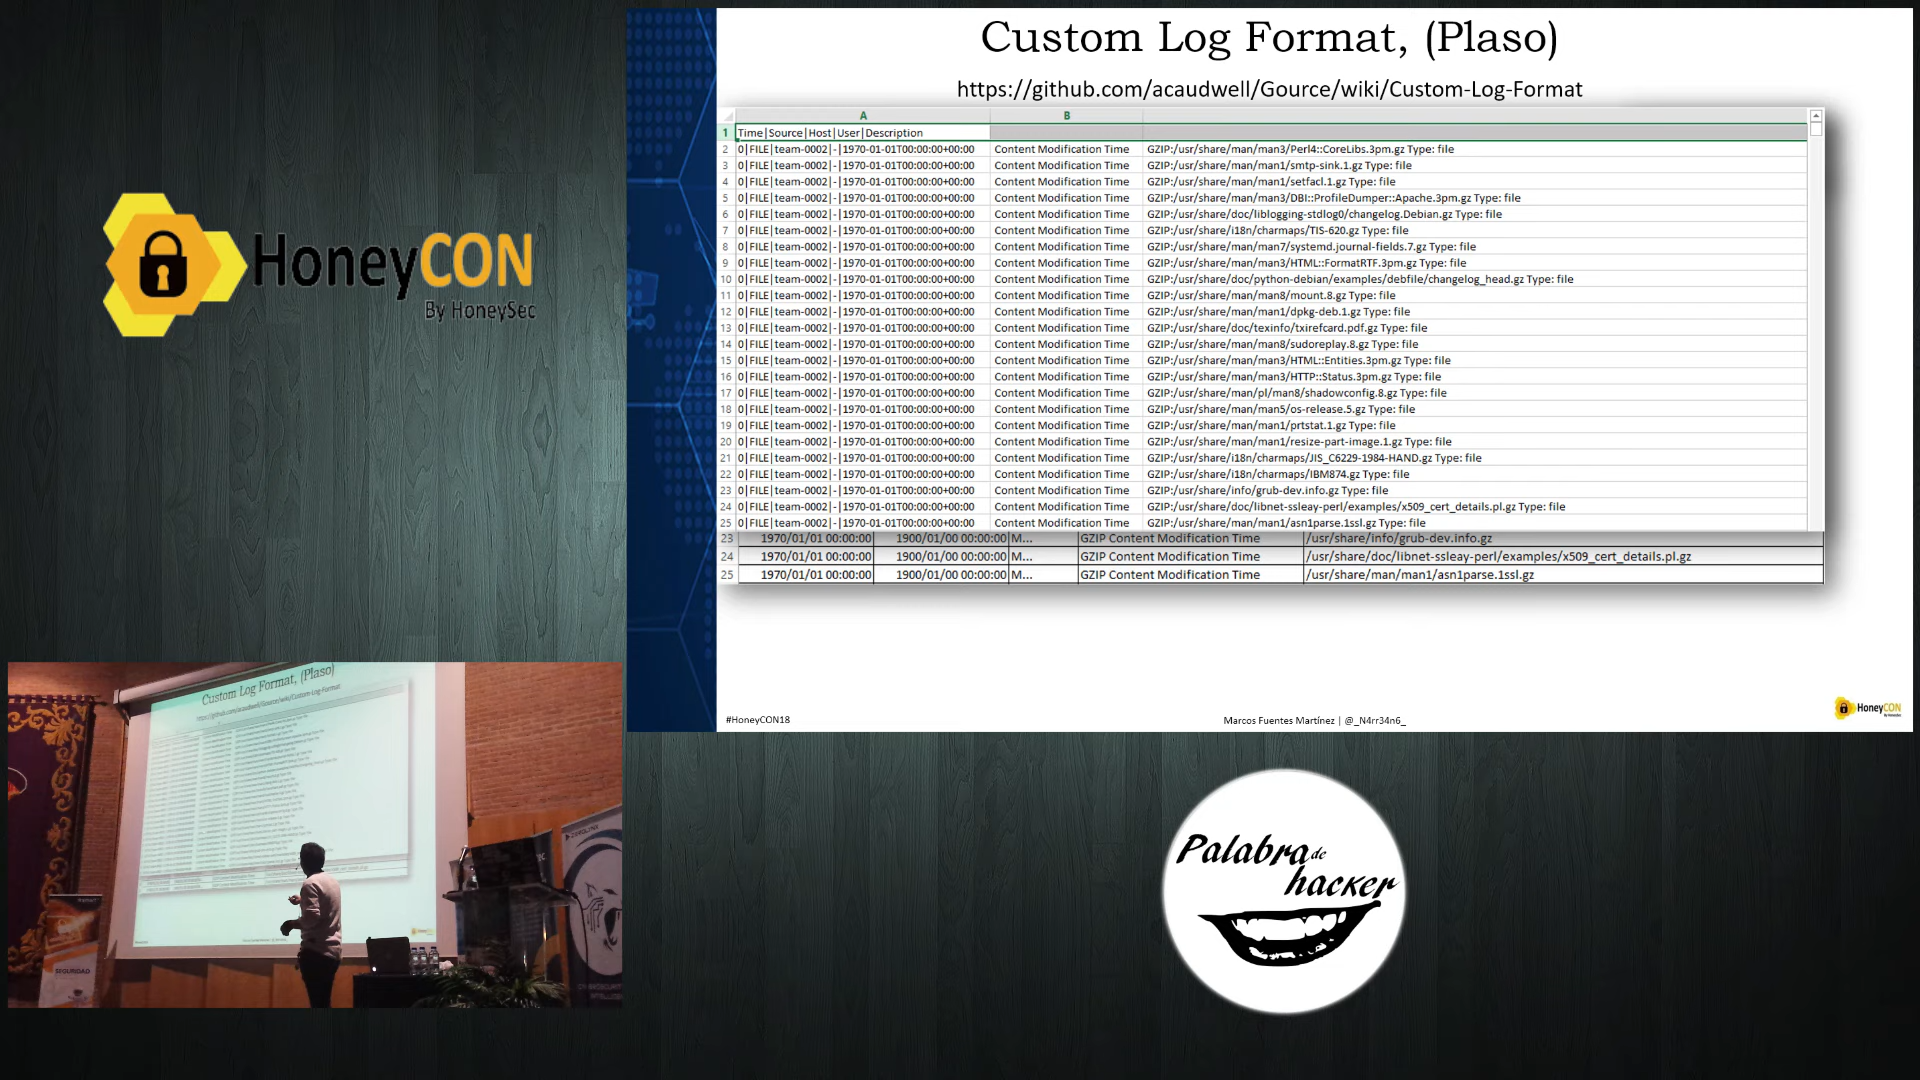 HoneyCON
By HoneySec
Custom Log Format, (Plaso)
https://github.com/acaudwell/Gource/wiki/Custom-Log-Format
A B
1 Time|Source|Host|User|Description
2 0|FILE|team-0002|-|1970-01-01T00:00:00+00:00 Content Modification Time GZIP:/usr/share/man/man3/Perl4::CoreLibs.3pm.gz Type: file
3 0|FILE|team-0002|-|1970-01-01T00:00:00+00:00 Content Modification Time GZIP:/usr/share/man/man1/smtp-sink.1.gz Type: file
4 0|FILE|team-0002|-|1970-01-01T00:00:00+00:00 Content Modification Time GZIP:/usr/share/man/man1/setfacl.1.gz Type: file
5 0|FILE|team-0002|-|1970-01-01T00:00:00+00:00 Content Modification Time GZIP:/usr/share/man/man3/DBI::ProfileDumper::Apache.3pm.gz Type: file
6 0|FILE|team-0002|-|1970-01-01T00:00:00+00:00 Content Modification Time GZIP:/usr/share/doc/liblogging-stdlog0/changelog.Debian.gz Type: file
7 0|FILE|team-0002|-|1970-01-01T00:00:00+00:00 Content Modification Time GZIP:/usr/share/i18n/charmaps/TIS-620.gz Type: file
8 0|FILE|team-0002|-|1970-01-01T00:00:00+00:00 Content Modification Time GZIP:/usr/share/man/man7/systemd.journal-fields.7.gz Type: file
9 0|FILE|team-0002|-|1970-01-01T00:00:00+00:00 Content Modification Time GZIP:/usr/share/man/man3/HTML::FormatRTF.3pm.gz Type: file
10 0|FILE|team-0002|-|1970-01-01T00:00:00+00:00 Content Modification Time GZIP:/usr/share/doc/python-debian/examples/debfile/changelog_head.gz Type: file
11 0|FILE|team-0002|-|1970-01-01T00:00:00+00:00 Content Modification Time GZIP:/usr/share/man/man8/mount.8.gz Type: file
12 0|FILE|team-0002|-|1970-01-01T00:00:00+00:00 Content Modification Time GZIP:/usr/share/man/man1/dpkg-deb.1.gz Type: file
13 0|FILE|team-0002|-|1970-01-01T00:00:00+00:00 Content Modification Time GZIP:/usr/share/doc/texinfo/txirefcard.pdf.gz Type: file
14 0|FILE|team-0002|-|1970-01-01T00:00:00+00:00 Content Modification Time GZIP:/usr/share/man/man8/sudoreplay.8.gz Type: file
15 0|FILE|team-0002|-|1970-01-01T00:00:00+00:00 Content Modification Time GZIP:/usr/share/man/man3/HTML::Entities.3pm.gz Type: file
16 0|FILE|team-0002|-|1970-01-01T00:00:00+00:00 Content Modification Time GZIP:/usr/share/man/man3/HTTP::Status.3pm.gz Type: file
17 0|FILE|team-0002|-|1970-01-01T00:00:00+00:00 Content Modification Time GZIP:/usr/share/man/pl/man8/shadowconfig.8.gz Type: file
18 0|FILE|team-0002|-|1970-01-01T00:00:00+00:00 Content Modification Time GZIP:/usr/share/man/man5/os-release.5.gz Type: file
19 0|FILE|team-0002|-|1970-01-01T00:00:00+00:00 Content Modification Time GZIP:/usr/share/man/man1/prtstat.1.gz Type: file
20 0|FILE|team-0002|-|1970-01-01T00:00:00+00:00 Content Modification Time GZIP:/usr/share/man/man1/resize-part-image.1.gz Type: file
21 0|FILE|team-0002|-|1970-01-01T00:00:00+00:00 Content Modification Time GZIP:/usr/share/i18n/charmaps/JIS_C6229-1984-HAND.gz Type: file
22 0|FILE|team-0002|-|1970-01-01T00:00:00+00:00 Content Modification Time GZIP:/usr/share/i18n/charmaps/IBM874.gz Type: file
23 0|FILE|team-0002|-|1970-01-01T00:00:00+00:00 Content Modification Time GZIP:/usr/share/info/grub-dev.info.gz Type: file
24 0|FILE|team-0002|-|1970-01-01T00:00:00+00:00 Content Modification Time GZIP:/usr/share/doc/libnet-ssleay-perl/examples/x509_cert_details.pl.gz Type: file
25 0|FILE|team-0002|-|1970-01-01T00:00:00+00:00 Content Modification Time GZIP:/usr/share/man/man1/asn1parse.1ssl.gz Type: file
23 1970/01/01 00:00:00 1900/01/00 00:00:00 M... GZIP Content Modification Time /usr/share/info/grub-dev.info.gz
24 1970/01/01 00:00:00 1900/01/00 00:00:00 M... GZIP Content Modification Time /usr/share/doc/libnet-ssleay-perl/examples/x509_cert_details.pl.gz
25 1970/01/01 00:00:00 1900/01/00 00:00:00 M... GZIP Content Modification Time /usr/share/man/man1/asn1parse.1ssl.gz
#HoneyCON18
Marcos Fuentes Martínez | @_N4rr34n6_
HoneyCON
Custom Log Format, (Plaso)
https://github.com/acaudwell/Gource/wiki/Custom-Log-Format
SEGURIDAD
Palabra de
hacker